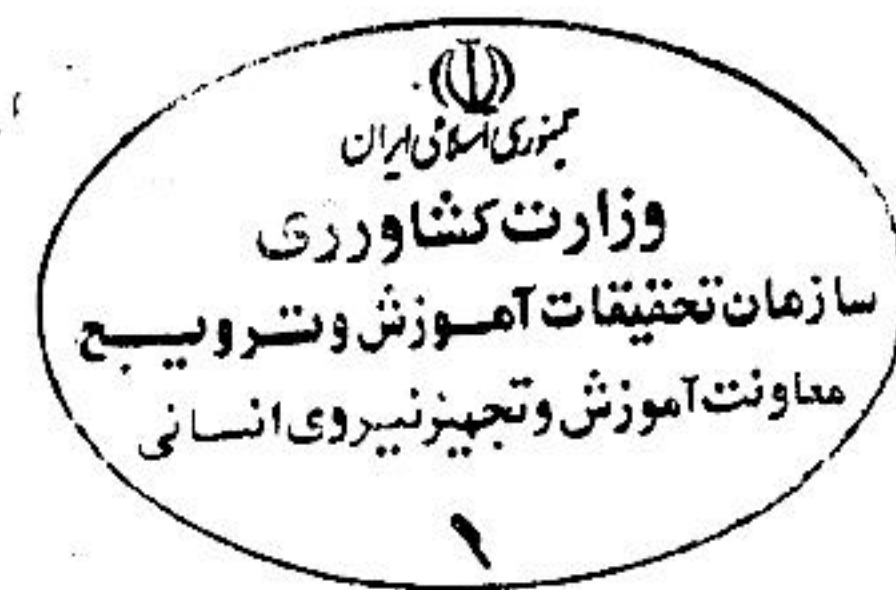 جمهوری اسلامی ایران
وزارت کشاورزی
سازمان تحقیقات آموزش و ترویج
معاونت آموزش و تجهیز نیروی انسانی
۱